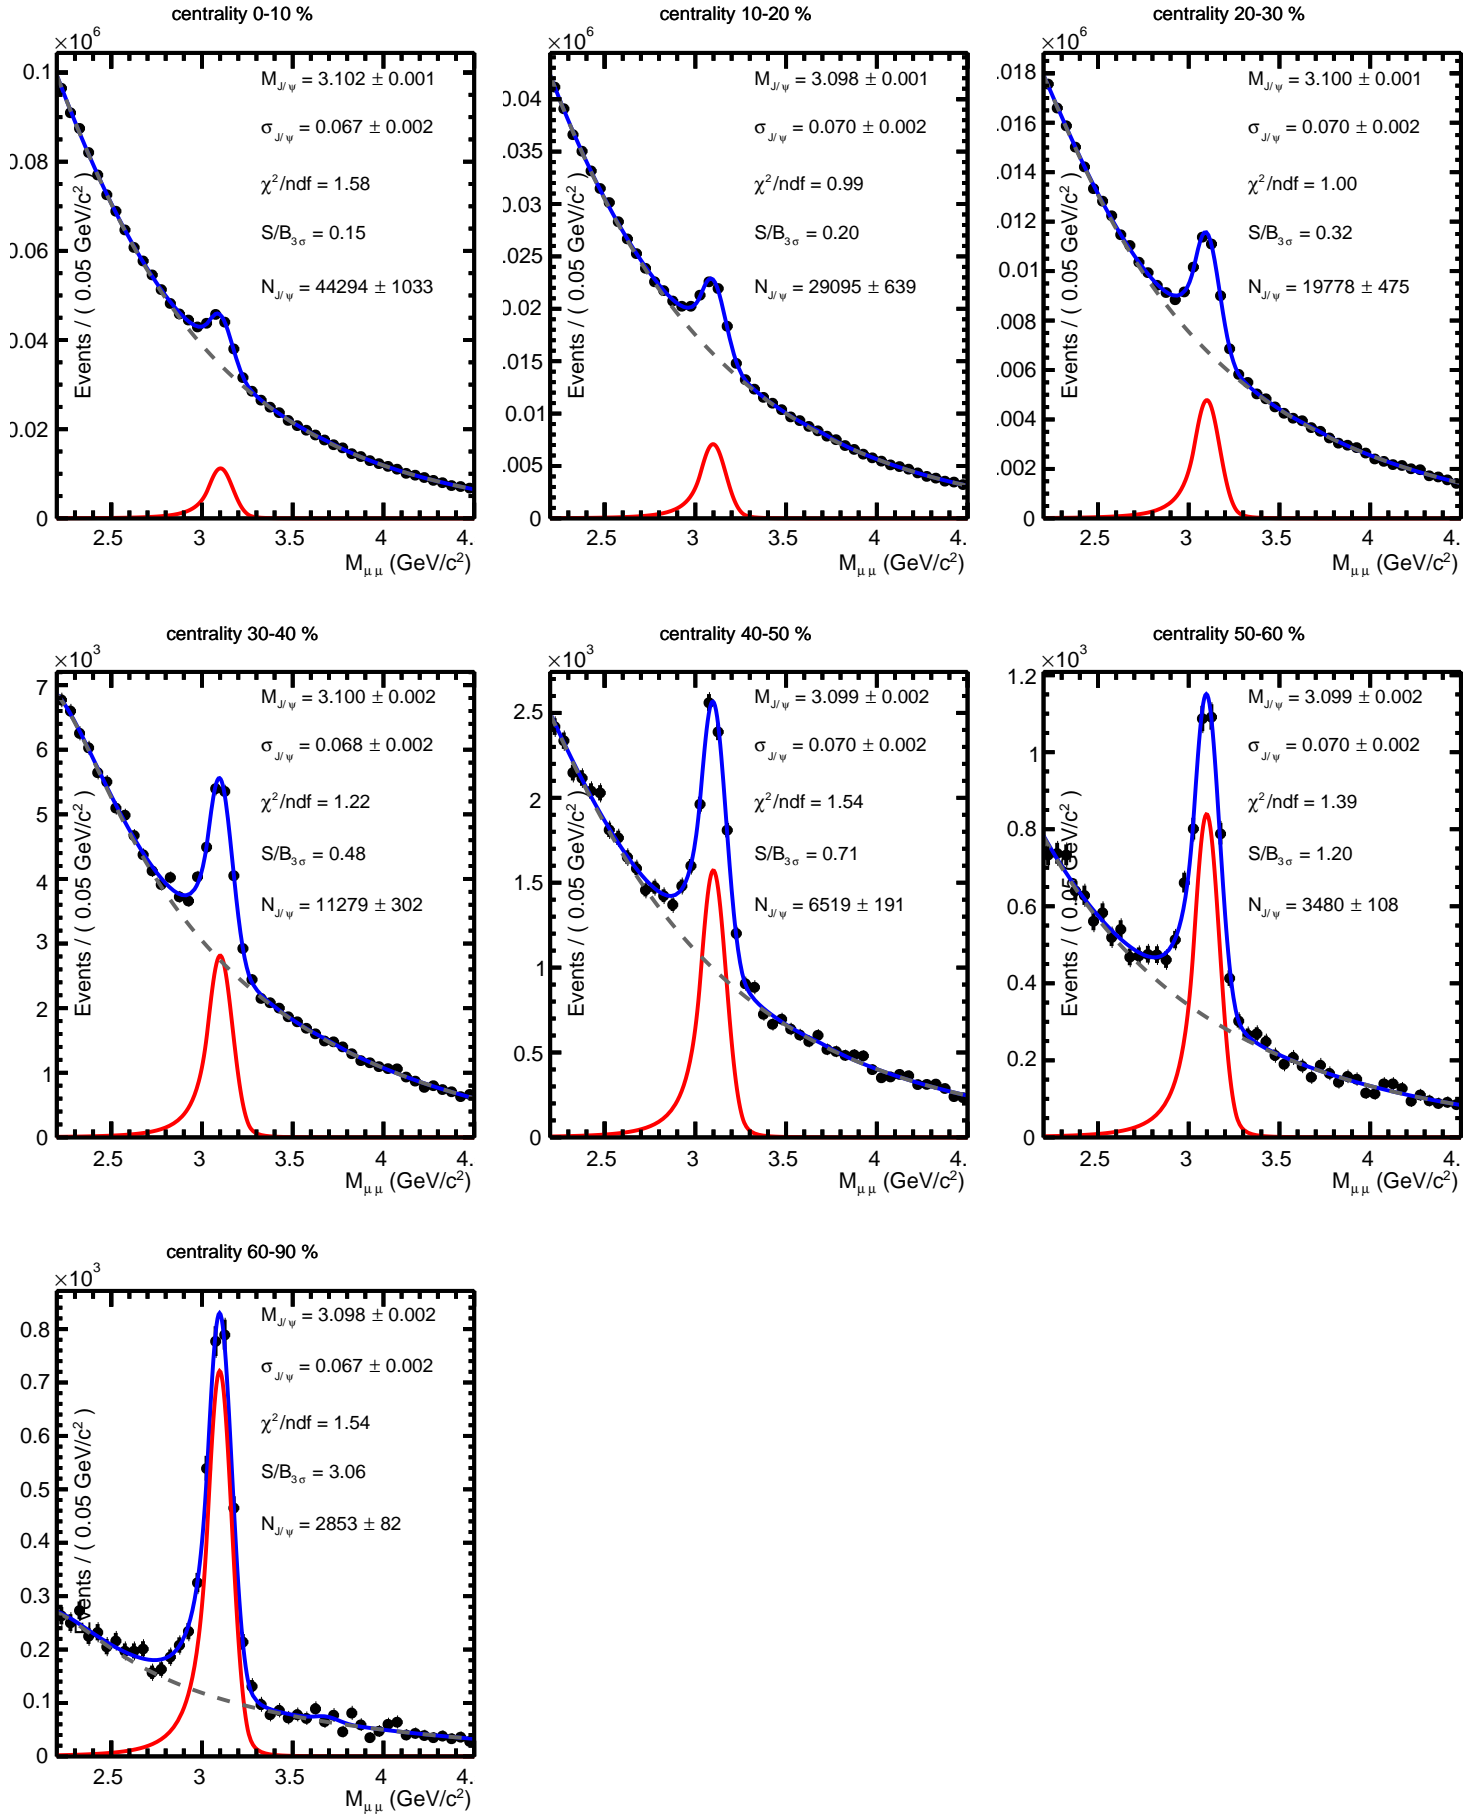 centrality 0-10 %
×10⁶
0.1
0.08
0.06
0.04
0.02
0
2.5 3 3.5 4 4.
Events / ( 0.05 GeV/c² )
M_J/ψ = 3.102 ± 0.001
σ_J/ψ = 0.067 ± 0.002
χ²/ndf = 1.58
S/B_3σ = 0.15
N_J/ψ = 44294 ± 1033
M_μμ (GeV/c²)
centrality 10-20 %
×10⁶
0.04
.035
0.03
.025
0.02
.015
0.01
.005
0
2.5 3 3.5 4 4.
Events / ( 0.05 GeV/c² )
M_J/ψ = 3.098 ± 0.001
σ_J/ψ = 0.070 ± 0.002
χ²/ndf = 0.99
S/B_3σ = 0.20
N_J/ψ = 29095 ± 639
M_μμ (GeV/c²)
centrality 20-30 %
×10⁶
.018
.016
.014
.012
0.01
.008
.006
.004
.002
0
2.5 3 3.5 4 4.
Events / ( 0.05 GeV/c² )
M_J/ψ = 3.100 ± 0.001
σ_J/ψ = 0.070 ± 0.002
χ²/ndf = 1.00
S/B_3σ = 0.32
N_J/ψ = 19778 ± 475
M_μμ (GeV/c²)
centrality 30-40 %
×10³
7
6
5
4
3
2
1
0
2.5 3 3.5 4 4.
Events / ( 0.05 GeV/c² )
M_J/ψ = 3.100 ± 0.002
σ_J/ψ = 0.068 ± 0.002
χ²/ndf = 1.22
S/B_3σ = 0.48
N_J/ψ = 11279 ± 302
M_μμ (GeV/c²)
centrality 40-50 %
×10³
2.5
2
1.5
1
0.5
0
2.5 3 3.5 4 4.
Events / ( 0.05 GeV/c² )
M_J/ψ = 3.099 ± 0.002
σ_J/ψ = 0.070 ± 0.002
χ²/ndf = 1.54
S/B_3σ = 0.71
N_J/ψ = 6519 ± 191
M_μμ (GeV/c²)
centrality 50-60 %
×10³
1.2
1
0.8
0.6
0.4
0.2
0
2.5 3 3.5 4 4.
Events / ( 0.05 GeV/c² )
M_J/ψ = 3.099 ± 0.002
σ_J/ψ = 0.070 ± 0.002
χ²/ndf = 1.39
S/B_3σ = 1.20
N_J/ψ = 3480 ± 108
M_μμ (GeV/c²)
centrality 60-90 %
×10³
0.8
0.7
0.6
0.5
0.4
0.3
0.2
0.1
0
2.5 3 3.5 4 4.
Events / ( 0.05 GeV/c² )
M_J/ψ = 3.098 ± 0.002
σ_J/ψ = 0.067 ± 0.002
χ²/ndf = 1.54
S/B_3σ = 3.06
N_J/ψ = 2853 ± 82
M_μμ (GeV/c²)